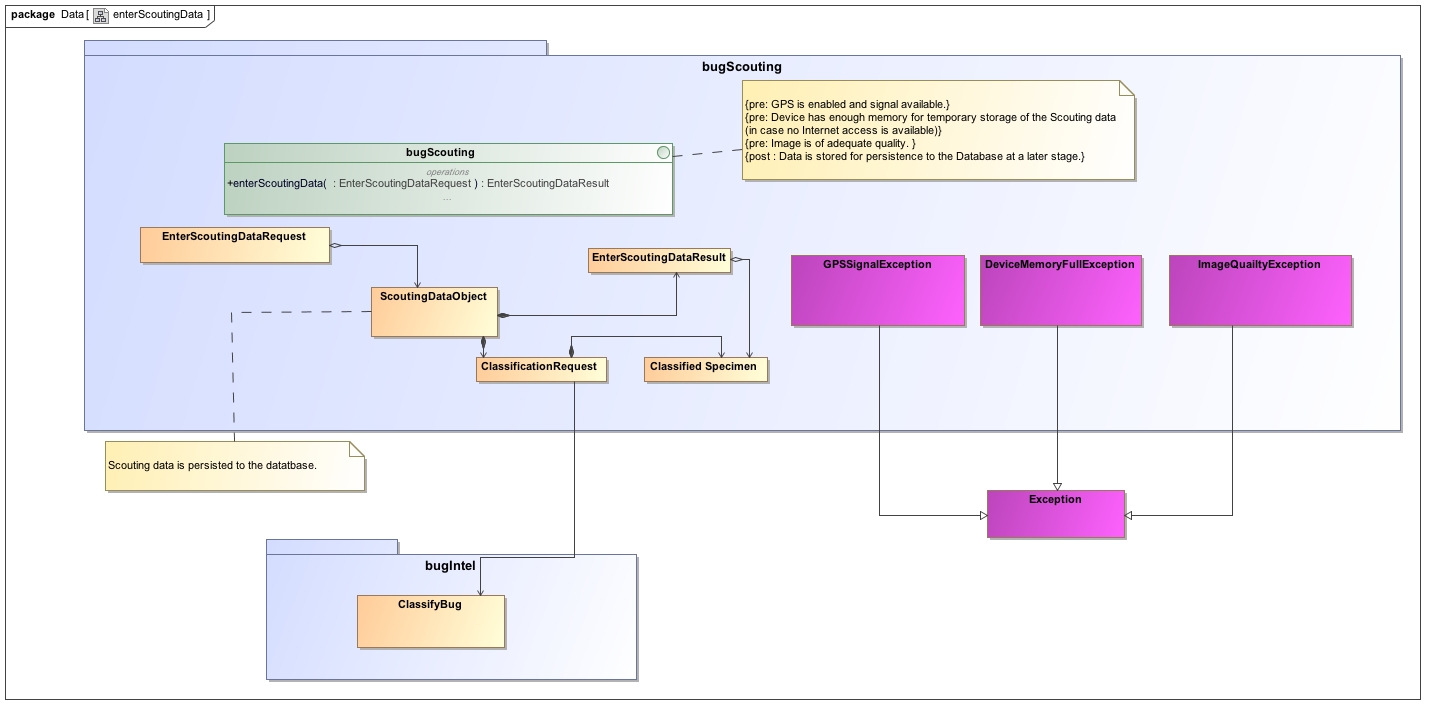 package Data [ enterScoutingData ]
bugScouting
{pre: GPS is enabled and signal available.}
{pre: Device has enough memory for temporary storage of the Scouting data
(in case no Internet access is available)}
{pre: Image is of adequate quality. }
{post : Data is stored for persistence to the Database at a later stage.}
bugScouting
operations
+enterScoutingData(  : EnterScoutingDataRequest ) : EnterScoutingDataResult
...
EnterScoutingDataRequest
EnterScoutingDataResult
GPSSignalException
DeviceMemoryFullException
ImageQuailtyException
ScoutingDataObject
ClassificationRequest
Classified Specimen
Scouting data is persisted to the datatbase.
Exception
bugIntel
ClassifyBug